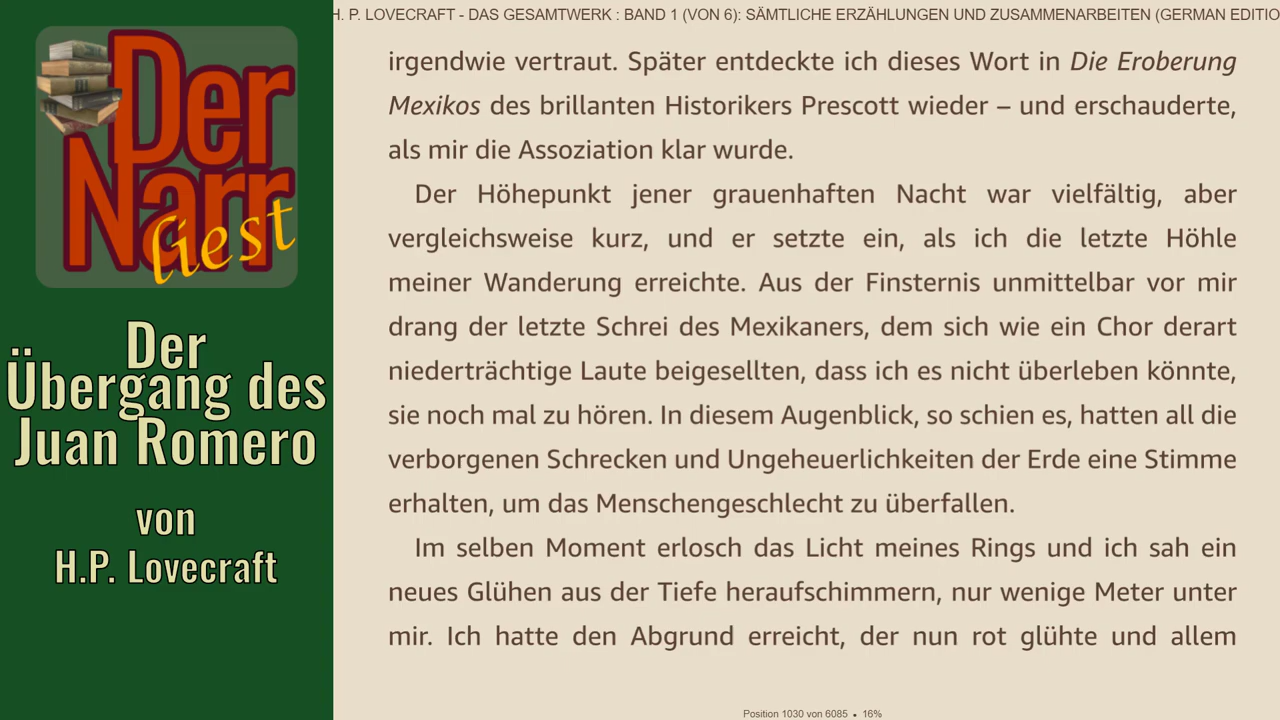 Der
Narr
liest
Der
Übergang des
Juan Romero
von
H.P. Lovecraft
H. P. LOVECRAFT - DAS GESAMTWERK : BAND 1 (VON 6): SÄMTLICHE ERZÄHLUNGEN UND ZUSAMMENARBEITEN (GERMAN EDITIO
irgendwie vertraut. Später entdeckte ich dieses Wort in Die Eroberung
Mexikos des brillanten Historikers Prescott wieder – und erschauderte,
als mir die Assoziation klar wurde.
Der Höhepunkt jener grauenhaften Nacht war vielfältig, aber
vergleichsweise kurz, und er setzte ein, als ich die letzte Höhle
meiner Wanderung erreichte. Aus der Finsternis unmittelbar vor mir
drang der letzte Schrei des Mexikaners, dem sich wie ein Chor derart
niederträchtige Laute beigesellten, dass ich es nicht überleben könnte,
sie noch mal zu hören. In diesem Augenblick, so schien es, hatten all die
verborgenen Schrecken und Ungeheuerlichkeiten der Erde eine Stimme
erhalten, um das Menschengeschlecht zu überfallen.
Im selben Moment erlosch das Licht meines Rings und ich sah ein
neues Glühen aus der Tiefe heraufschimmern, nur wenige Meter unter
mir. Ich hatte den Abgrund erreicht, der nun rot glühte und allem
Position 1030 von 6085 • 16%